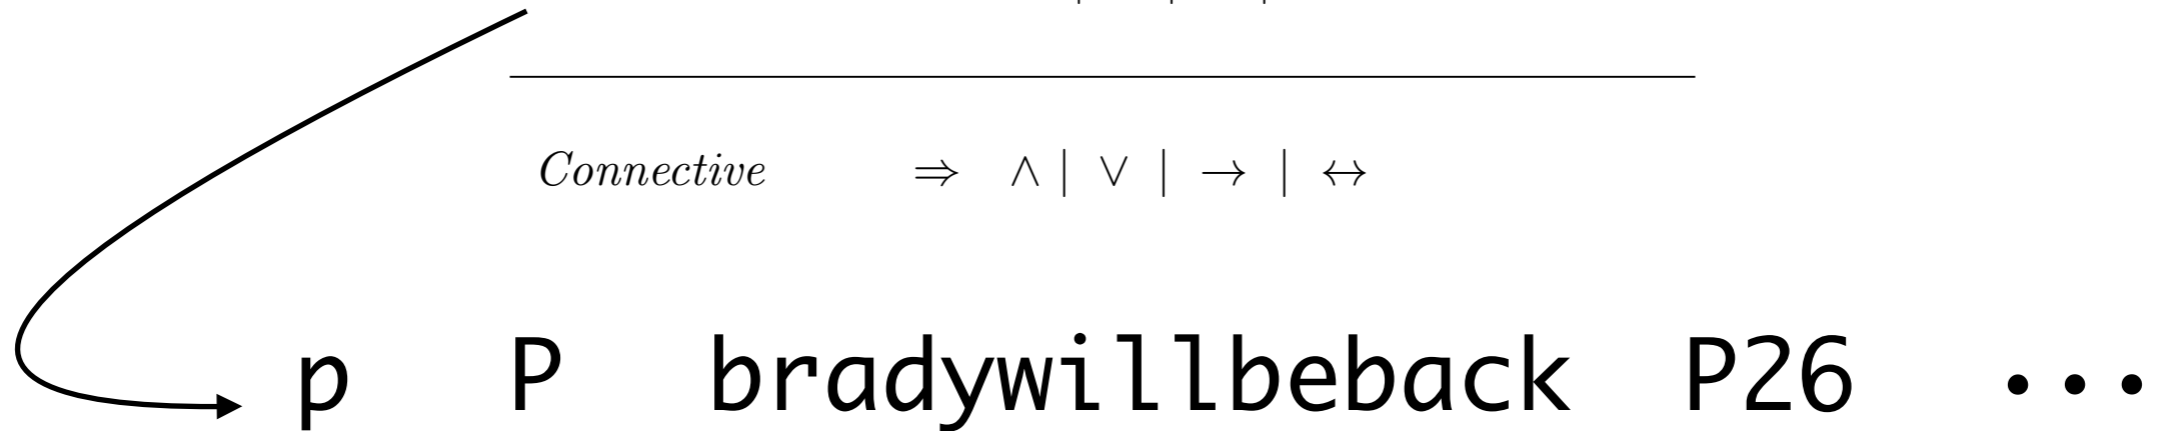 Connective ⇒ ∧ | ∨ | → | ↔
p P bradywillbeback P26 ...